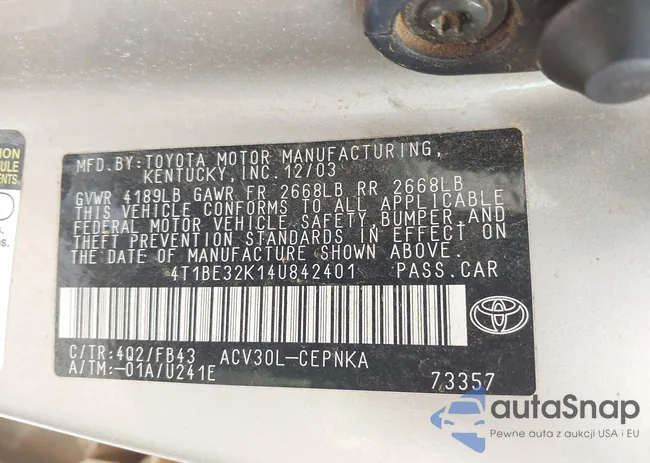 MFD.BY:TOYOTA MOTOR MANUFACTURING,
KENTUCKY,INC.12/03
GVWR 4189LB GAWR FR 2668LB RR 2668LB
THIS VEHICLE CONFORMS TO ALL APPLICABLE
FEDERAL MOTOR VEHICLE SAFETY, BUMPER AND
THEFT PREVENTION STANDARDS IN EFFECT ON
THE DATE OF MANUFACTURE SHOWN ABOVE.
4T1BE32K14U842401 PASS.CAR
C/TR:4Q2/FB43 ACV30L-CEPNKA
A/TM:-01A/U241E 73357
autaSnap
Pewne auta z aukcji USA i EU